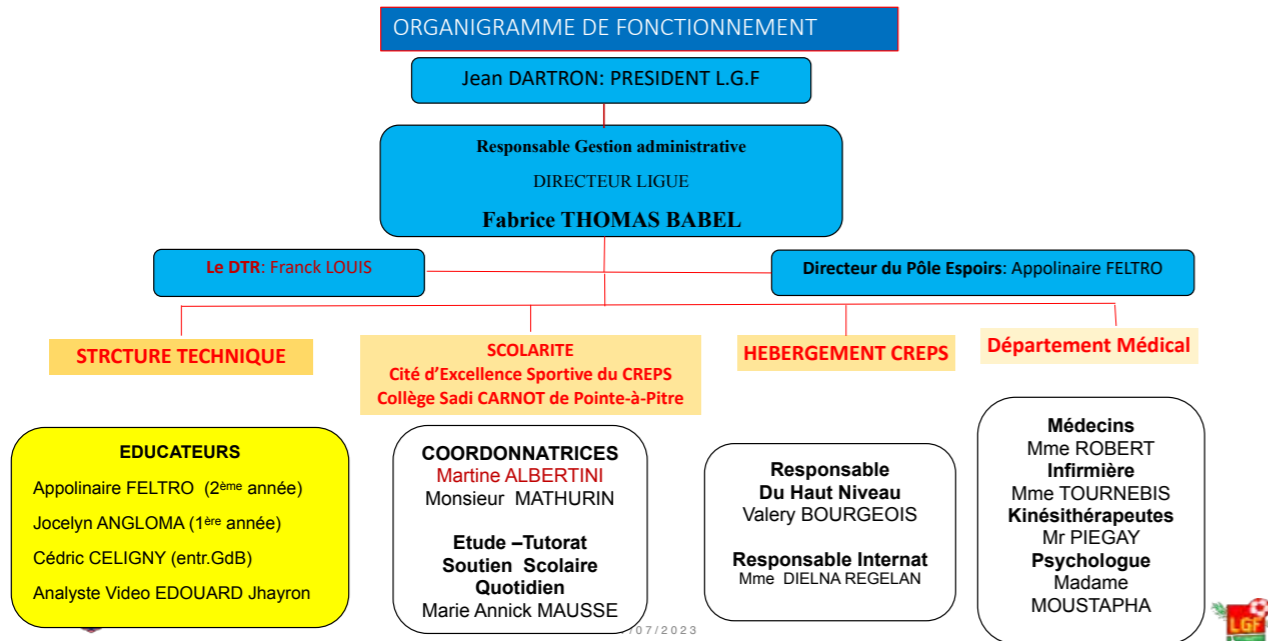 ORGANIGRAMME DE FONCTIONNEMENT
Jean DARTRON: PRESIDENT L.G.F
Responsable Gestion administrative
DIRECTEUR LIGUE
Fabrice THOMAS BABEL
Le DTR: Franck LOUIS
Directeur du Pôle Espoirs: Appolinaire FELTRO
STRCTURE TECHNIQUE
SCOLARITE
Cité d’Excellence Sportive du CREPS
Collège Sadi CARNOT de Pointe-à-Pitre
HEBERGEMENT CREPS
Département Médical
EDUCATEURS
Appolinaire FELTRO (2ème année)
Jocelyn ANGLOMA (1ère année)
Cédric CELIGNY (entr.GdB)
Analyste Video EDOUARD Jhayron
COORDONNATRICES
Martine ALBERTINI
Monsieur MATHURIN
Etude –Tutorat
Soutien Scolaire
Quotidien
Marie Annick MAUSSE
Responsable
Du Haut Niveau
Valery BOURGEOIS
Responsable Internat
Mme DIELNA REGELAN
Médecins
Mme ROBERT
Infirmière
Mme TOURNEBIS
Kinésithérapeutes
Mr PIEGAY
Psychologue
Madame
MOUSTAPHA
/07/2023
LGF